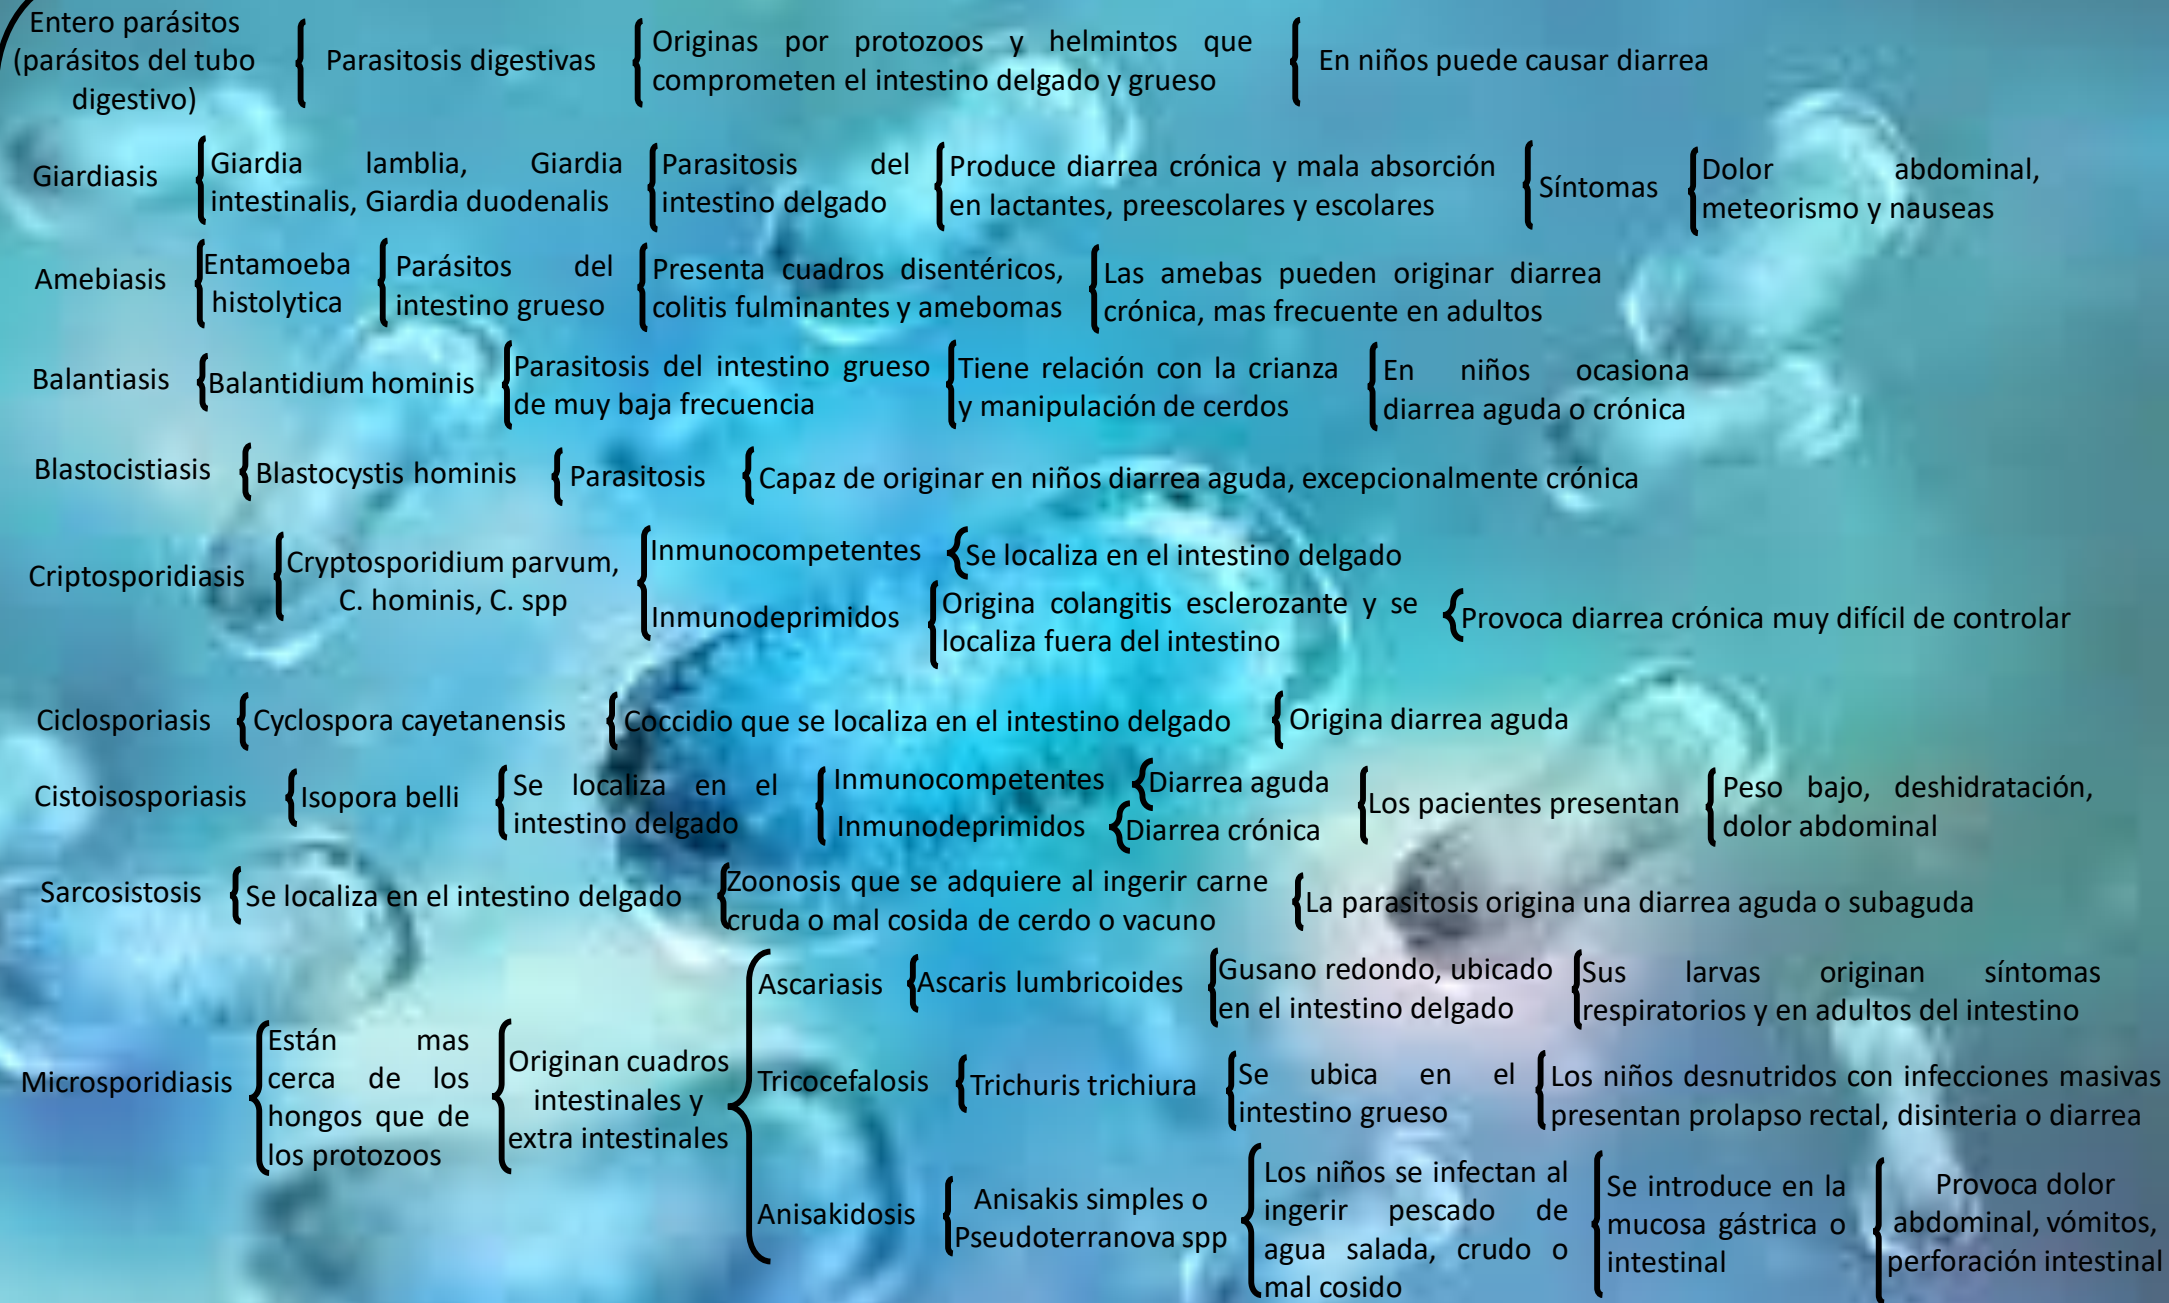 Entero parásitos
(parásitos del tubo
digestivo)
Parasitosis digestivas
Originas por protozoos y helmintos que
comprometen el intestino delgado y grueso
En niños puede causar diarrea
Giardiasis
Giardia lamblia, Giardia
intestinalis, Giardia duodenalis
Parasitosis del
intestino delgado
Produce diarrea crónica y mala absorción
en lactantes, preescolares y escolares
Síntomas
Dolor abdominal,
meteorismo y nauseas
Amebiasis
Entamoeba
histolytica
Parásitos del
intestino grueso
Presenta cuadros disentéricos,
colitis fulminantes y amebomas
Las amebas pueden originar diarrea
crónica, mas frecuente en adultos
Balantiasis
Balantidium hominis
Parasitosis del intestino grueso
de muy baja frecuencia
Tiene relación con la crianza
y manipulación de cerdos
En niños ocasiona
diarrea aguda o crónica
Blastocistiasis
Blastocystis hominis
Parasitosis
Capaz de originar en niños diarrea aguda, excepcionalmente crónica
Criptosporidiasis
Cryptosporidium parvum,
C. hominis, C. spp
Inmunocompetentes
Se localiza en el intestino delgado
Inmunodeprimidos
Origina colangitis esclerozante y se
localiza fuera del intestino
Provoca diarrea crónica muy difícil de controlar
Ciclosporiasis
Cyclospora cayetanensis
Coccidio que se localiza en el intestino delgado
Origina diarrea aguda
Cistoisosporiasis
Isopora belli
Se localiza en el
intestino delgado
Inmunocompetentes
Diarrea aguda
Inmunodeprimidos
Diarrea crónica
Los pacientes presentan
Peso bajo, deshidratación,
dolor abdominal
Sarcosistosis
Se localiza en el intestino delgado
Zoonosis que se adquiere al ingerir carne
cruda o mal cosida de cerdo o vacuno
La parasitosis origina una diarrea aguda o subaguda
Microsporidiasis
Están mas
cerca de los
hongos que de
los protozoos
Originan cuadros
intestinales y
extra intestinales
Ascariasis
Ascaris lumbricoides
Gusano redondo, ubicado
en el intestino delgado
Sus larvas originan síntomas
respiratorios y en adultos del intestino
Tricocefalosis
Trichuris trichiura
Se ubica en el
intestino grueso
Los niños desnutridos con infecciones masivas
presentan prolapso rectal, disinteria o diarrea
Anisakidosis
Anisakis simples o
Pseudoterranova spp
Los niños se infectan al
ingerir pescado de
agua salada, crudo o
mal cosido
Se introduce en la
mucosa gástrica o
intestinal
Provoca dolor
abdominal, vómitos,
perforación intestinal